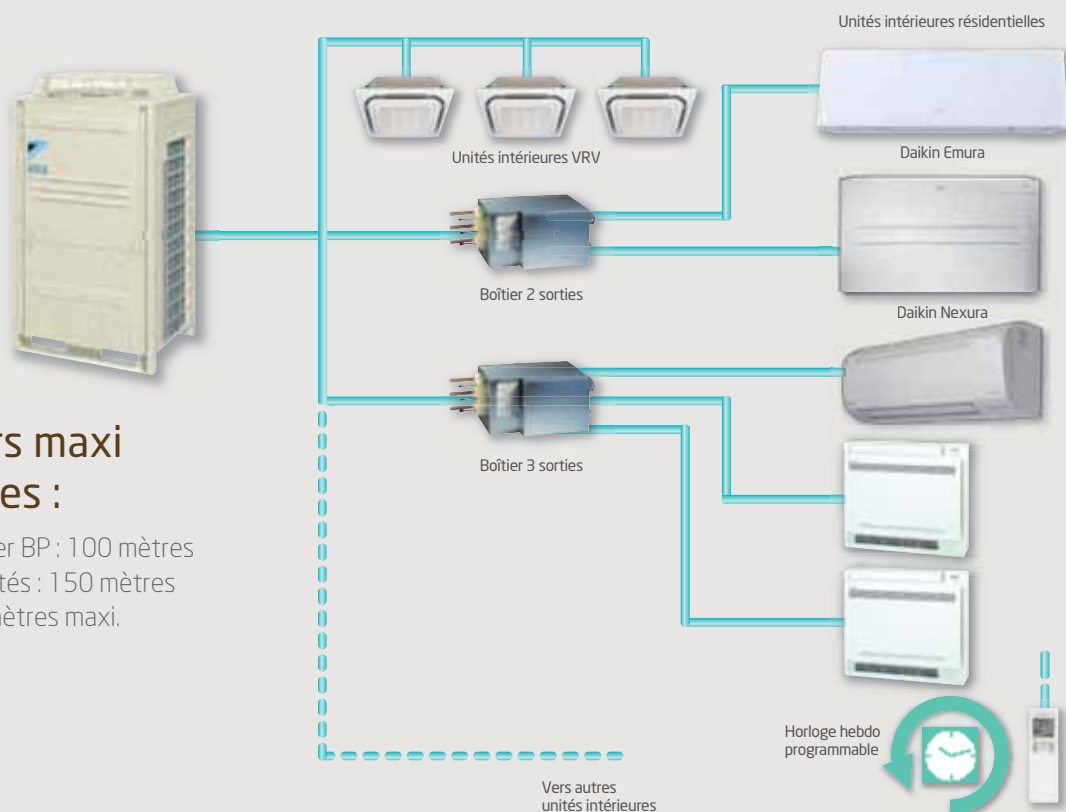 Unités intérieures résidentielles
Unités intérieures VRV
Daikin Emura
Boîtier 2 sorties
Daikin Nexura
Boîtier 3 sorties
rs maxi
es :
er BP : 100 mètres
tés : 150 mètres
mètres maxi.
Horloge hebdo
programmable
Vers autres
unités intérieures